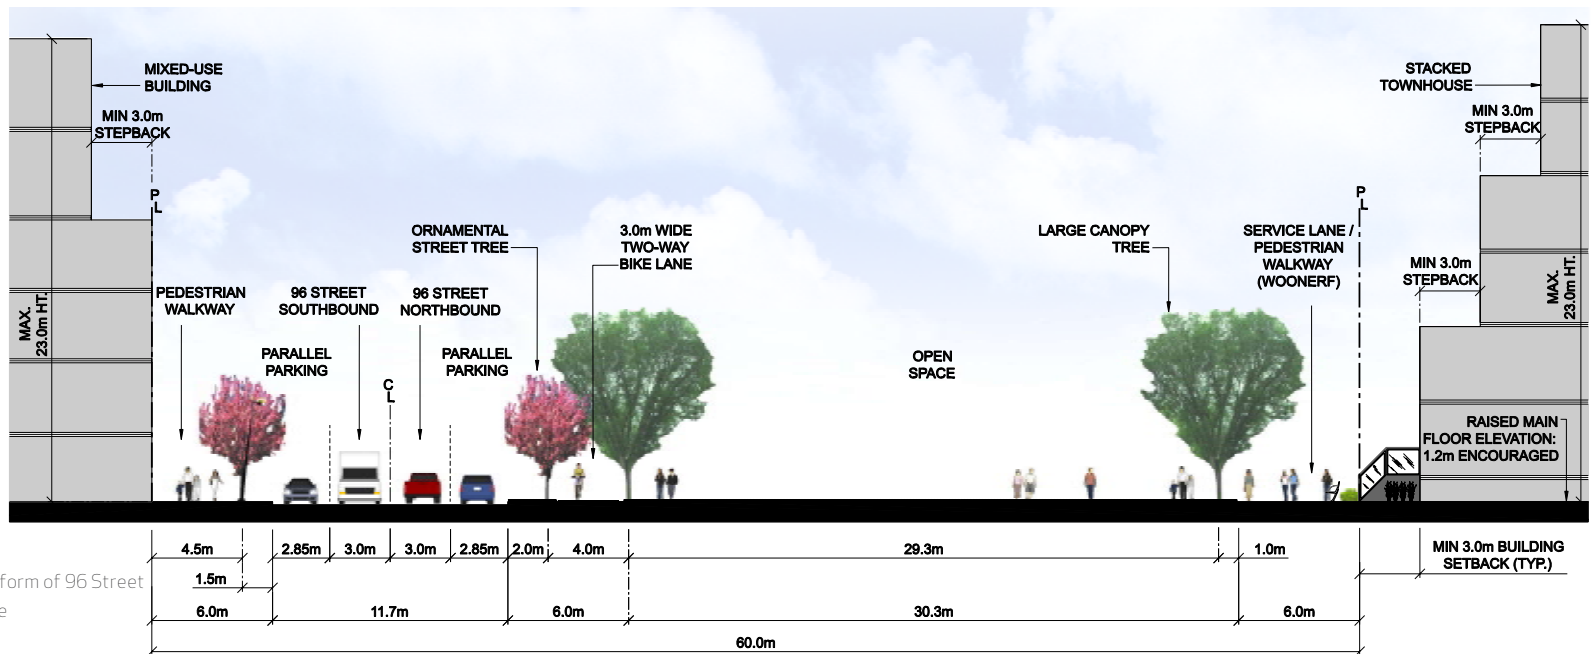 MIXED-USE
BUILDING
MIN 3.0m
STEPBACK
STACKED
TOWNHOUSE
MIN 3.0m
STEPBACK
P
L
P
L
ORNAMENTAL
STREET TREE
3.0m WIDE
TWO-WAY
BIKE LANE
LARGE CANOPY
TREE
SERVICE LANE /
PEDESTRIAN
WALKWAY
(WOONERF)
MIN 3.0m
STEPBACK
MAX.
23.0m HT.
MAX.
23.0m HT.
PEDESTRIAN
WALKWAY
96 STREET
SOUTHBOUND
96 STREET
NORTHBOUND
PARALLEL
PARKING
PARALLEL
PARKING
C
L
OPEN
SPACE
RAISED MAIN
FLOOR ELEVATION:
1.2m ENCOURAGED
4.5m 2.85m 3.0m 3.0m 2.85m 2.0m 4.0m 29.3m 1.0m
MIN 3.0m BUILDING
SETBACK (TYP.)
form of 96 Street
1.5m
e
6.0m 11.7m 6.0m 30.3m 6.0m
60.0m